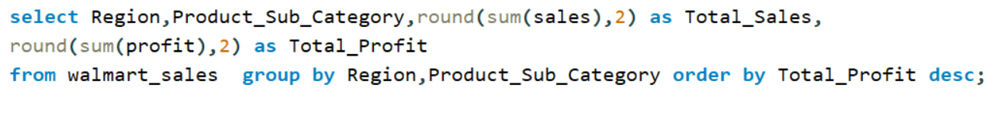 select Region,Product_Sub_Category,round(sum(sales),2) as Total_Sales,
round(sum(profit),2) as Total_Profit
from walmart_sales  group by Region,Product_Sub_Category order by Total_Profit desc;